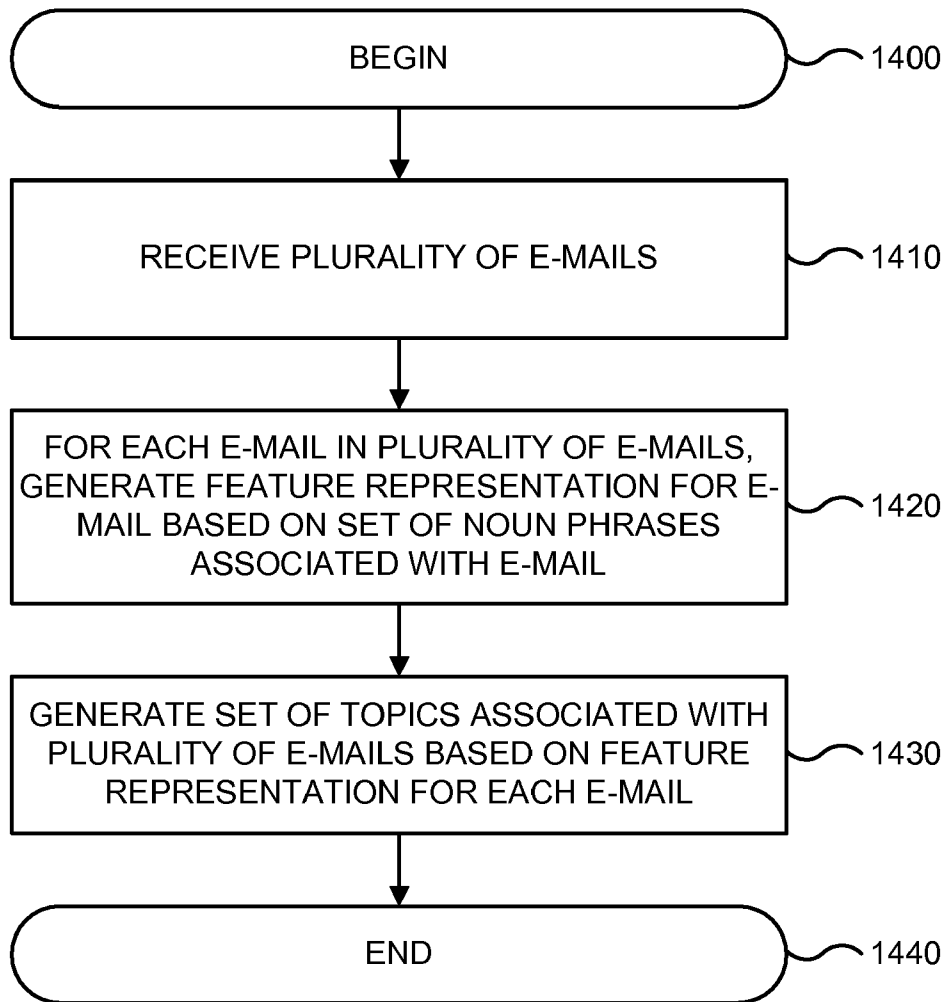 BEGIN
1400
RECEIVE PLURALITY OF E-MAILS
1410
FOR EACH E-MAIL IN PLURALITY OF E-MAILS,
GENERATE FEATURE REPRESENTATION FOR E-
MAIL BASED ON SET OF NOUN PHRASES
ASSOCIATED WITH E-MAIL
1420
GENERATE SET OF TOPICS ASSOCIATED WITH
PLURALITY OF E-MAILS BASED ON FEATURE
REPRESENTATION FOR EACH E-MAIL
1430
END
1440